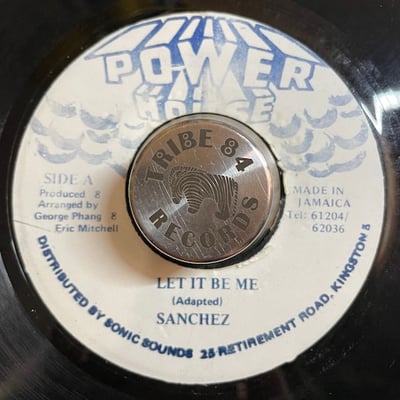 POWER
HOUSE
SIDE A
Produced &
Arranged by
George Phang &
Eric Mitchell
MADE IN
JAMAICA
Tel: 61204/
62036
TRIBE 84
RECORDS
LET IT BE ME
(Adapted)
SANCHEZ
DISTRIBUTED BY SONIC SOUNDS 25 RETIREMENT ROAD, KINGSTON 5